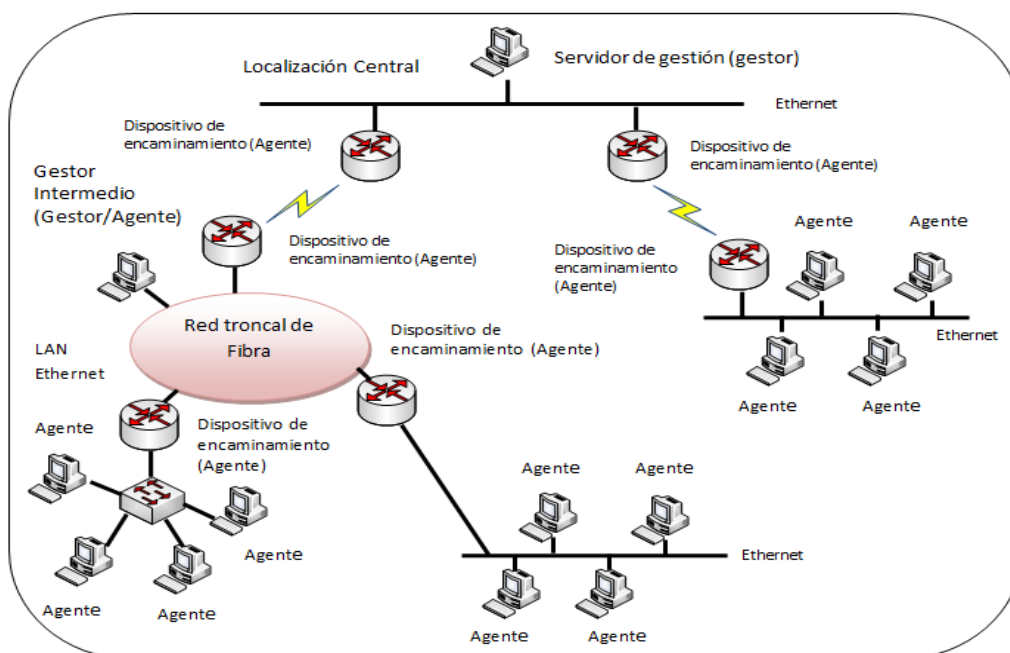 Servidor de gestión (gestor)
Localización Central
Ethernet
Dispositivo de
encaminamiento (Agente)
Dispositivo de
encaminamiento (Agente)
Gestor
Intermedio
(Gestor/Agente)
Dispositivo de
encaminamiento (Agente)
Dispositivo de
encaminamiento
(Agente)
Agente
Agente
Ethernet
Agente
Agente
Red troncal de
Fibra
Dispositivo de
encaminamiento (Agente)
LAN
Ethernet
Dispositivo de
encaminamiento
(Agente)
Agente
Agente
Agente
Agente
Agente
Agente
Ethernet
Agente
Agente